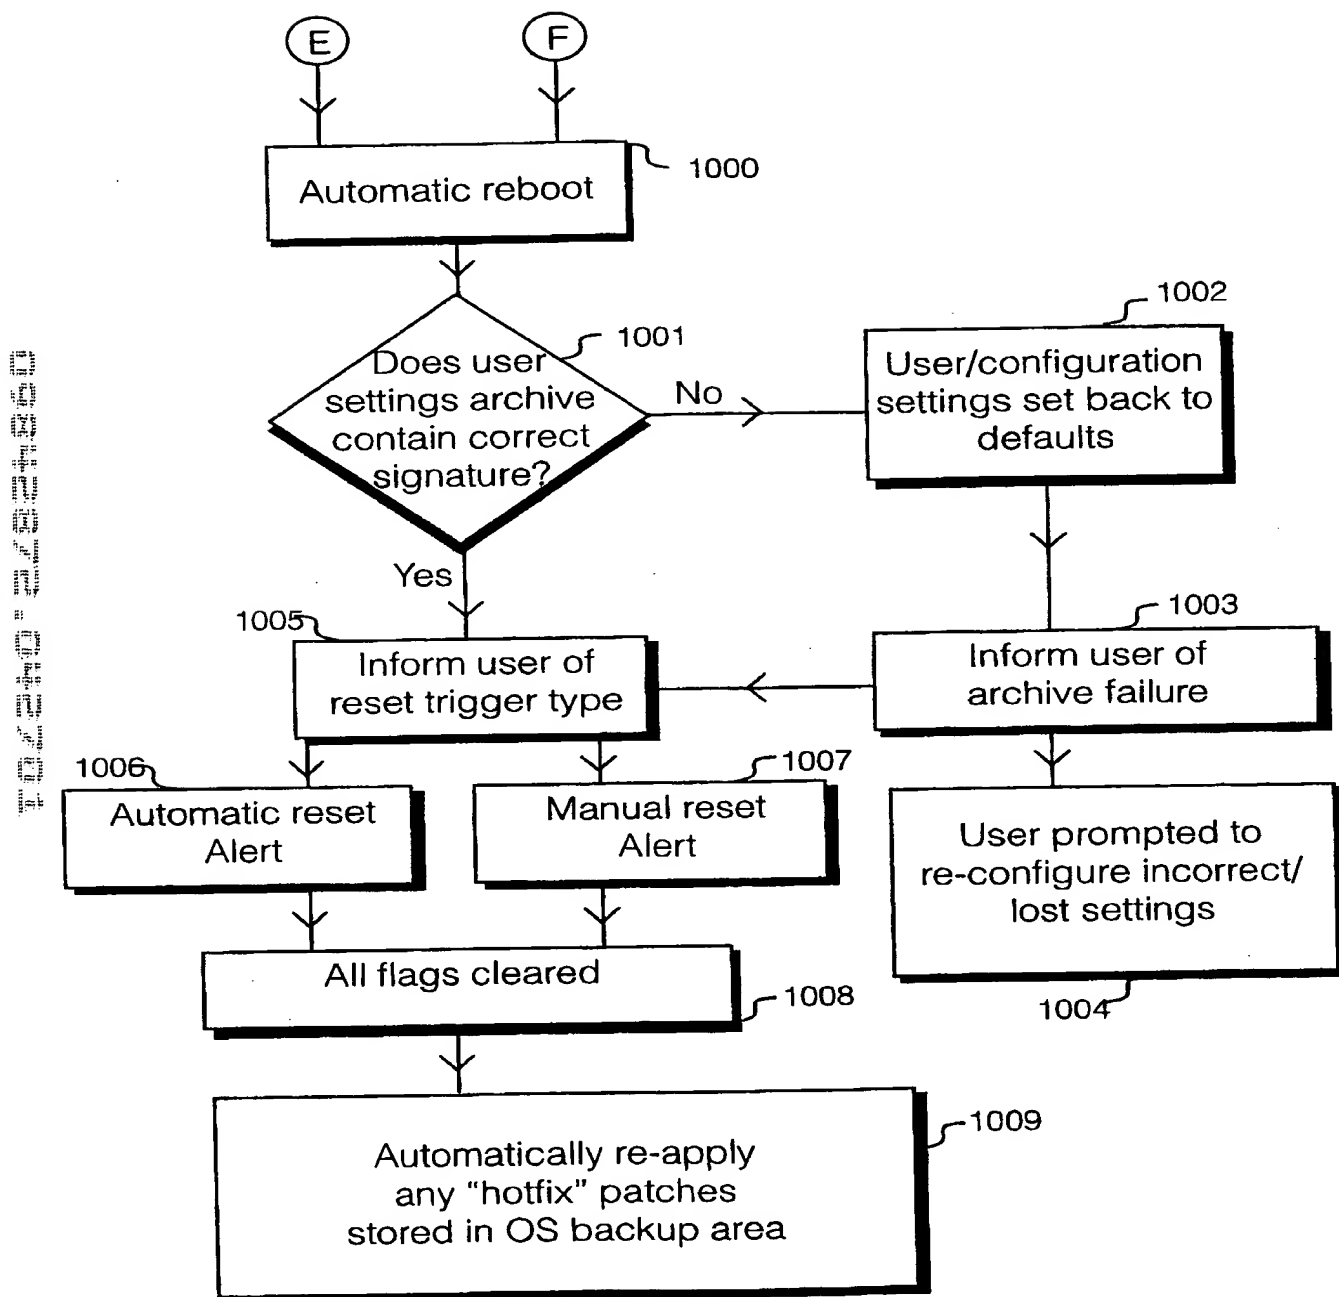 E
F
Automatic reboot
1000
Does user
settings archive
contain correct
signature?
1001
No
User/configuration
settings set back to
defaults
1002
Yes
1005
Inform user of
reset trigger type
Inform user of
archive failure
1003
1006
Automatic reset
Alert
Manual reset
Alert
1007
User prompted to
re-configure incorrect/
lost settings
1004
All flags cleared
1008
Automatically re-apply
any “hotfix” patches
stored in OS backup area
1009